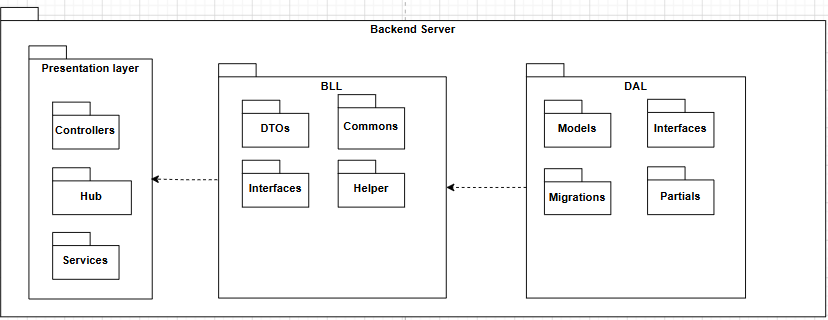 Backend Server
Presentation layer
Controllers
Hub
Services
BLL
DTOs
Commons
Interfaces
Helper
DAL
Models
Interfaces
Migrations
Partials